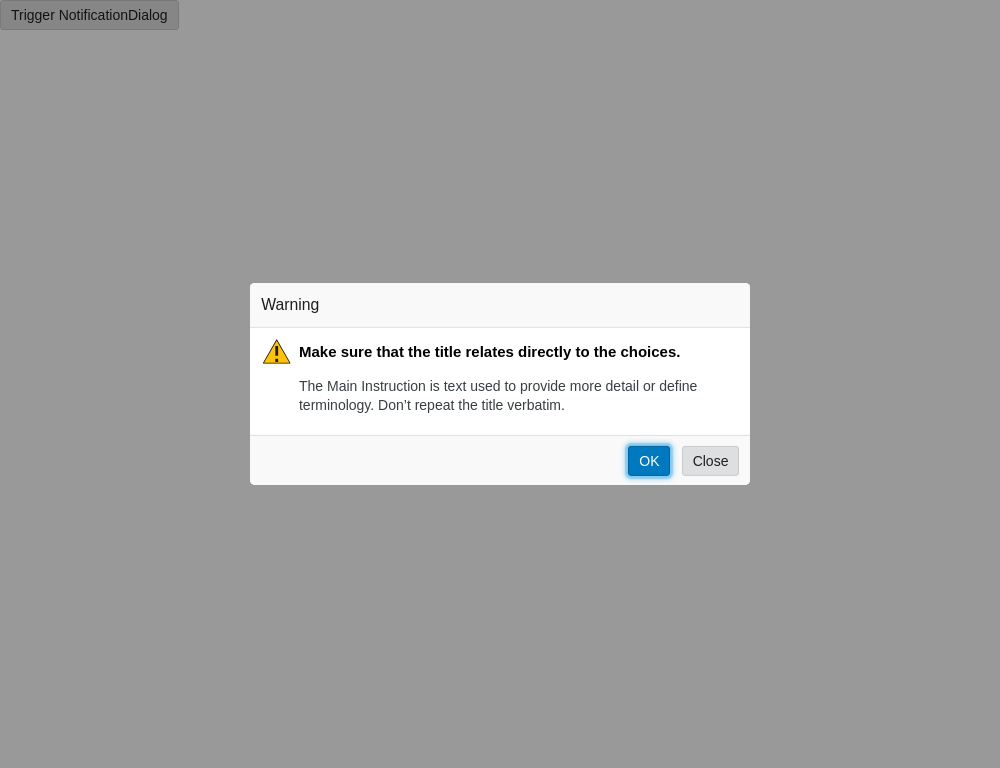 Trigger NotificationDialog
Warning
Make sure that the title relates directly to the choices.
The Main Instruction is text used to provide more detail or define
terminology. Don’t repeat the title verbatim.
OK Close